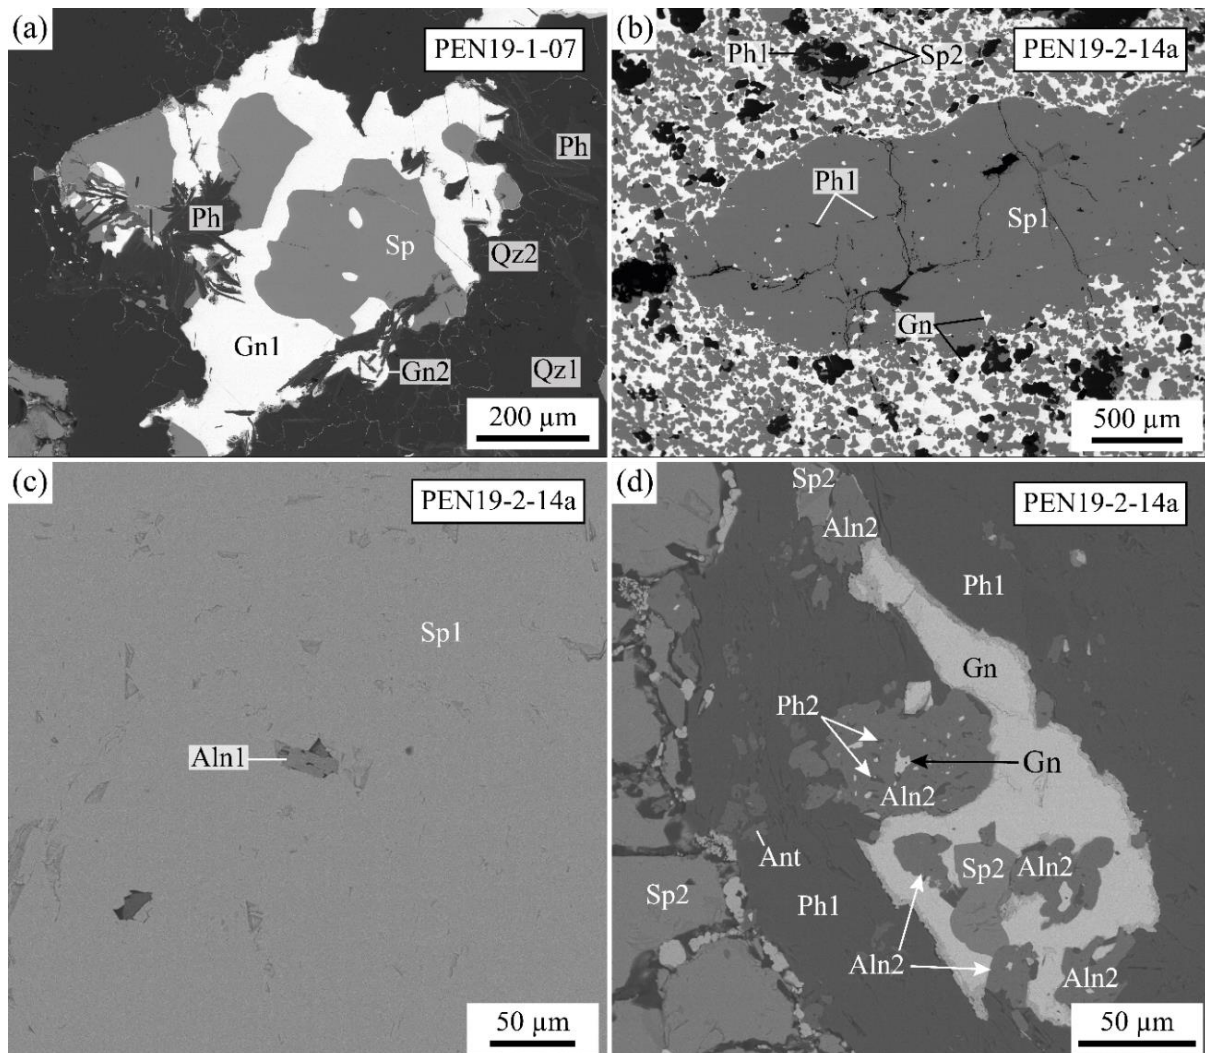 (a)
PEN19-1-07
Ph
Ph
Sp
Qz2
Gn1
Gn2
Qz1
200 µm
(b)
PEN19-2-14a
Ph1
Sp2
Ph1
Sp1
Gn
500 µm
(c)
PEN19-2-14a
Sp1
Aln1
50 µm
(d)
PEN19-2-14a
Sp2
Aln2
Ph1
Gn
Ph2
Gn
Aln2
Ant
Sp2
Aln2
Sp2
Ph1
Aln2
Aln2
50 µm